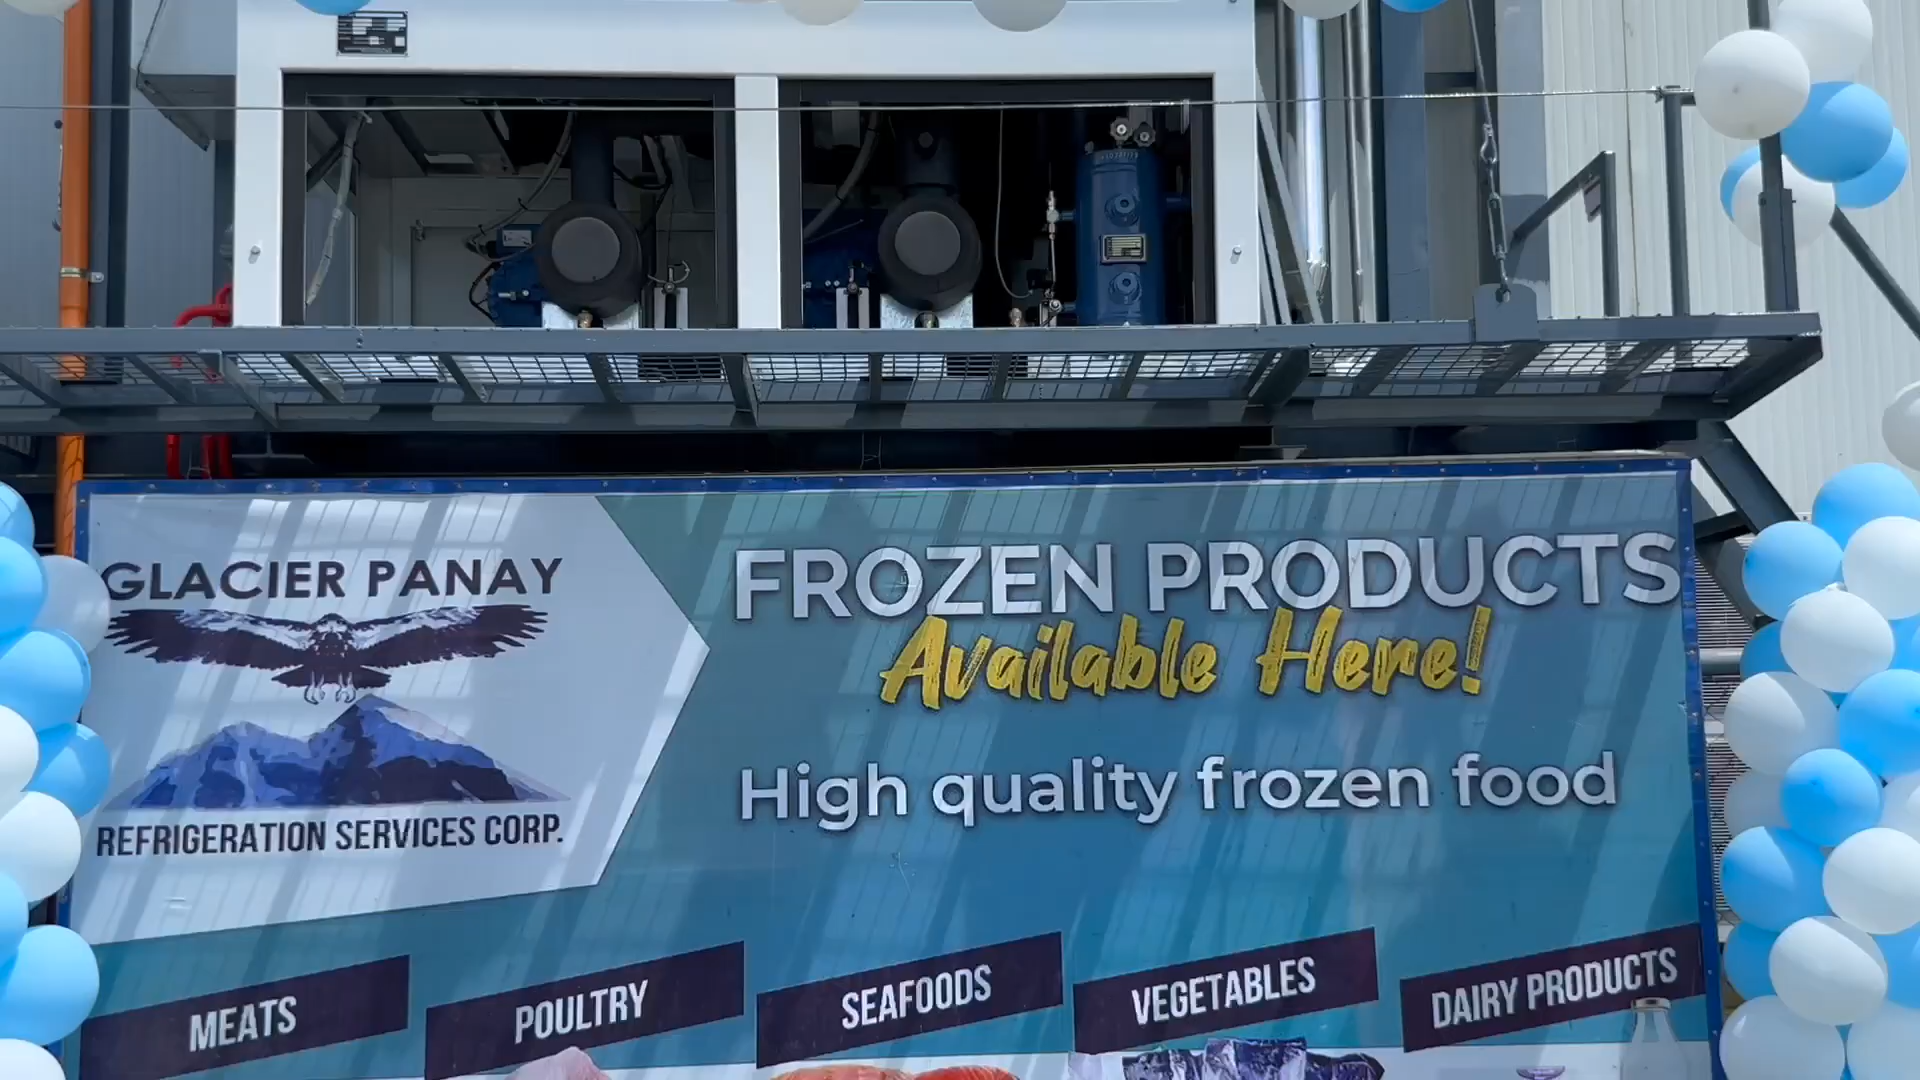 GLACIER PANAY
REFRIGERATION SERVICES CORP.
FROZEN PRODUCTS
Available Here!
High quality frozen food
MEATS
POULTRY
SEAFOODS
VEGETABLES
DAIRY PRODUCTS